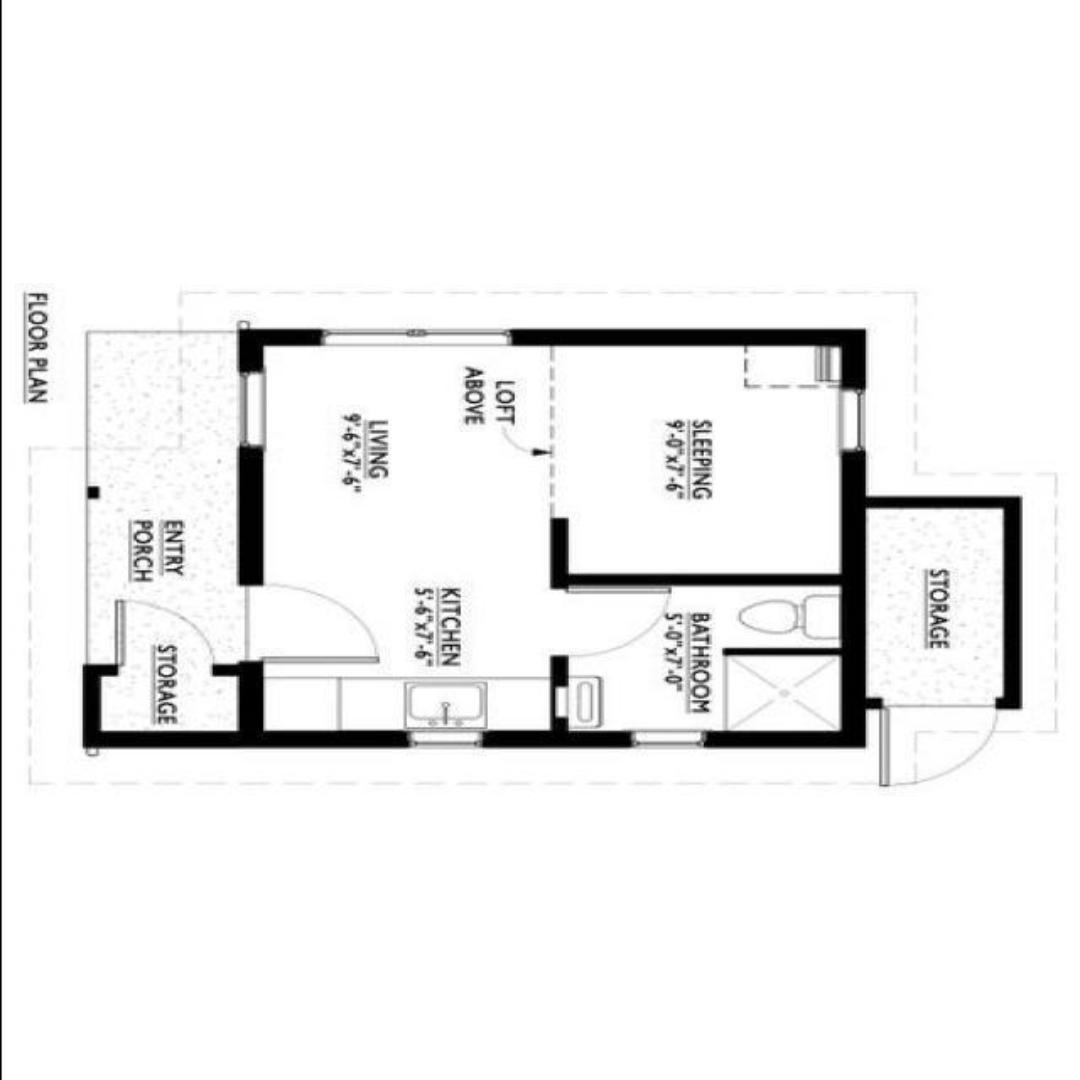 FLOOR PLAN
ENTRY
PORCH
STORAGE
LIVING
9'-6"x7'-6"
LOFT
ABOVE
KITCHEN
5'-6"x7'-6"
SLEEPING
9'-0"x7'-6"
BATHROOM
5'-0"x7'-0"
STORAGE